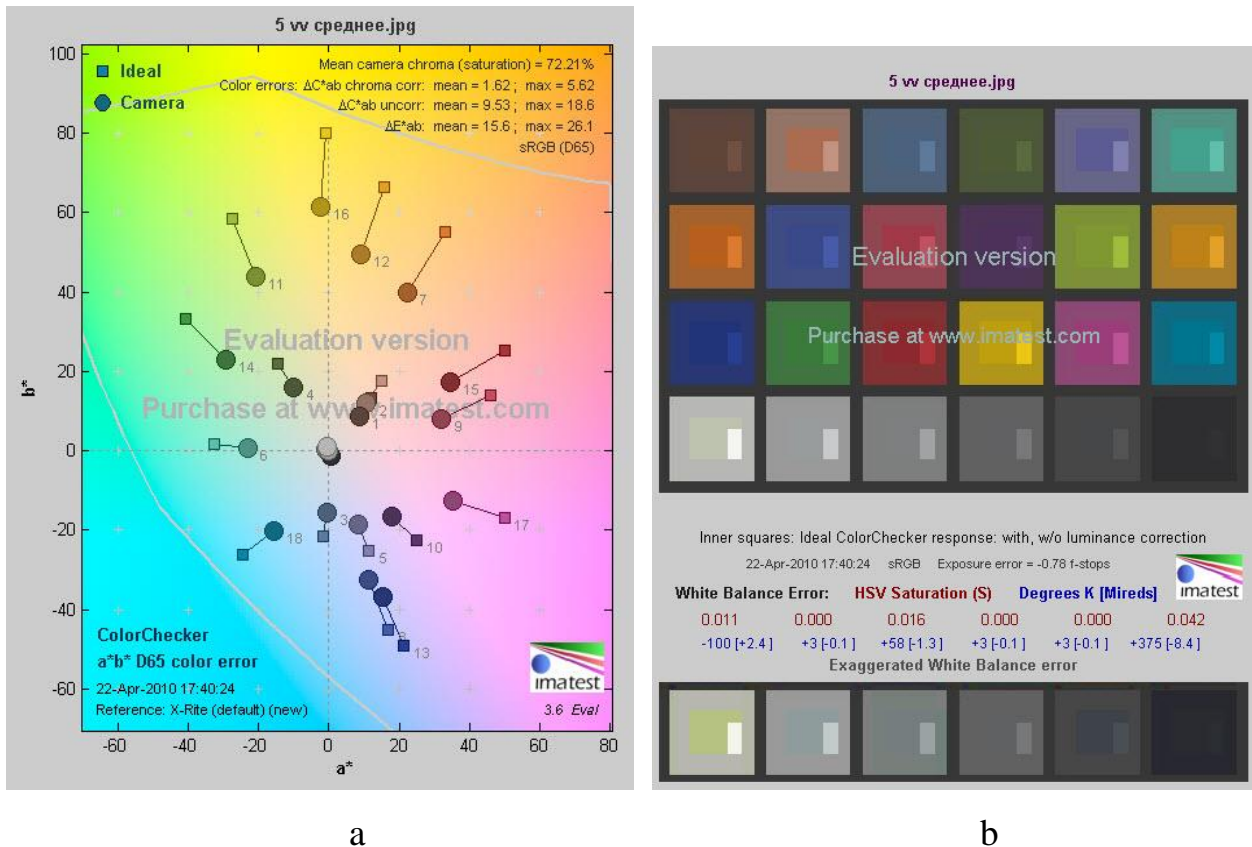 5 vv среднее.jpg
Ideal
Camera
Mean camera chroma (saturation) = 72.21%
Color errors: ΔC*ab chroma corr: mean = 1.62 ; max = 5.62
ΔC*ab uncorr: mean = 9.53 ; max = 18.6
ΔE*ab: mean = 15.6 ; max = 26.1
sRGB (D65)
100
80
60
40
20
0
-20
-40
-60
b*
16
12
11
7
Evaluation version
14
4
15
2
Purchase at www.imatest.com
1
9
6
3
17
18
10
5
8
13
ColorChecker
a*b* D65 color error
22-Apr-2010 17:40:24
Reference: X-Rite (default) (new)
imatest
3.6 Eval
-60 -40 -20 0 20 40 60 80
a*
a
5 vv среднее.jpg
Evaluation version
Purchase at www.imatest.com
Inner squares: Ideal ColorChecker response: with, w/o luminance correction
22-Apr-2010 17:40:24 sRGB Exposure error = -0.78 f-stops
imatest
White Balance Error: HSV Saturation (S) Degrees K [Mireds]
0.011 0.000 0.016 0.000 0.000 0.042
-100 [+2.4] +3 [-0.1] +58 [-1.3] +3 [-0.1] +3 [-0.1] +375 [-8.4]
Exaggerated White Balance error
b